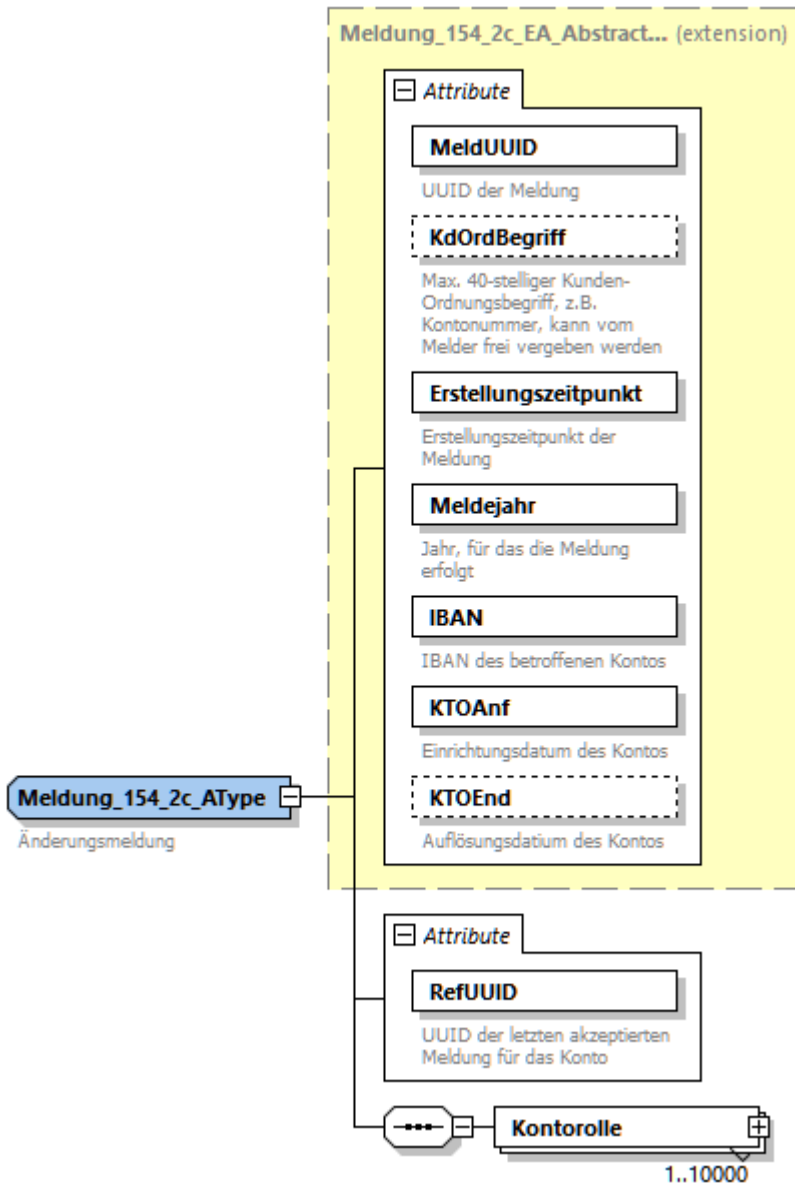 Meldung_154_2c_EA_Abstract... (extension)
Attribute
MeldUUID
UUID der Meldung
KdOrdBegriff
Max. 40-stelliger Kunden-
Ordnungsbegriff, z.B.
Kontonummer, kann vom
Melder frei vergeben werden
Erstellungszeitpunkt
Erstellungszeitpunkt der
Meldung
Meldejahr
Jahr, für das die Meldung
erfolgt
IBAN
IBAN des betroffenen Kontos
KTOAnf
Einrichtungsdatum des Kontos
KTOEnd
Auflösungsdatium des Kontos
Meldung_154_2c_AType
Änderungsmeldung
Attribute
RefUUID
UUID der letzten akzeptierten
Meldung für das Konto
Kontorolle
1..10000